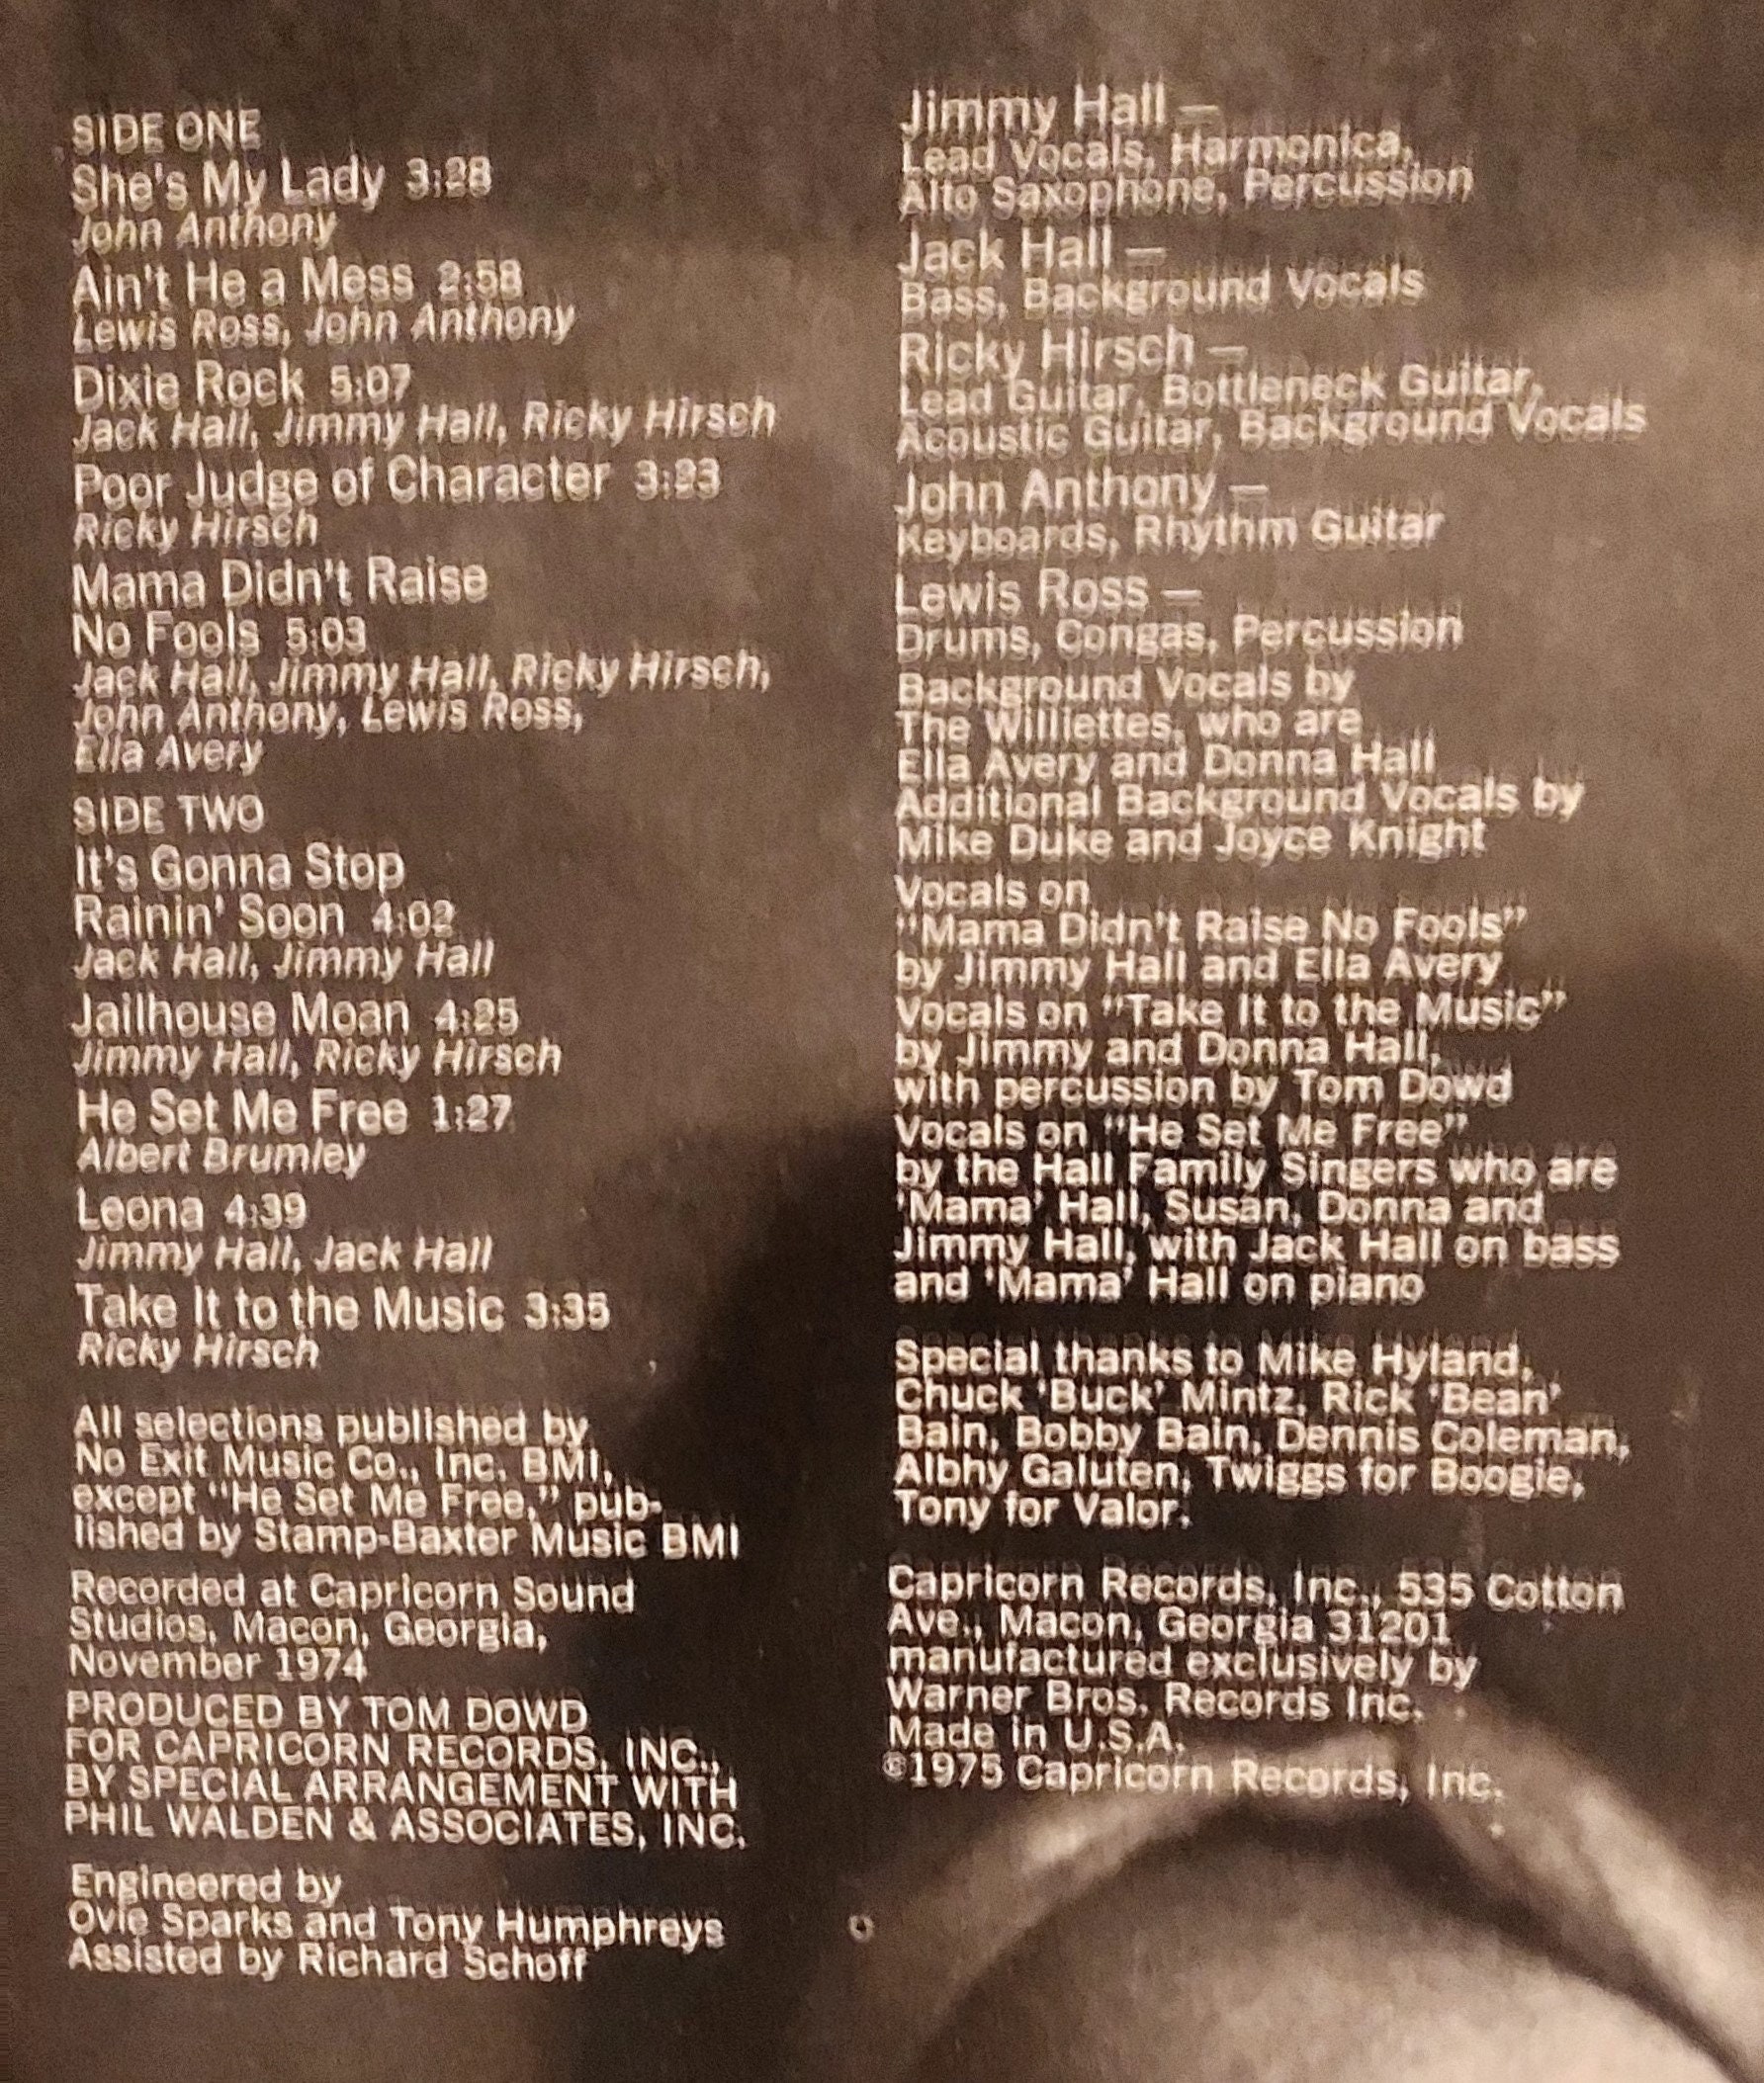 SIDE ONE
She's My Lady 3:28
John Anthony
Ain't He a Mess 2:58
Lewis Ross, John Anthony
Dixie Rock 5:07
Jack Hall, Jimmy Hall, Ricky Hirsch
Poor Judge of Character 3:23
Ricky Hirsch
Mama Didn't Raise
No Fools 5:03
Jack Hall, Jimmy Hall, Ricky Hirsch,
John Anthony, Lewis Ross,
Ella Avery
SIDE TWO
It's Gonna Stop
Rainin' Soon 4:02
Jack Hall, Jimmy Hall
Jailhouse Moan 4:25
Jimmy Hall, Ricky Hirsch
He Set Me Free 1:27
Albert Brumley
Leona 4:39
Jimmy Hall, Jack Hall
Take It to the Music 3:35
Ricky Hirsch
All selections published by
No Exit Music Co., Inc. BMI,
except "He Set Me Free," pub-
lished by Stamp-Baxter Music BMI
Recorded at Capricorn Sound
Studios, Macon, Georgia,
November 1974
PRODUCED BY TOM DOWD
FOR CAPRICORN RECORDS, INC.,
BY SPECIAL ARRANGEMENT WITH
PHIL WALDEN & ASSOCIATES, INC.
Engineered by
Ovie Sparks and Tony Humphreys
Assisted by Richard Schoff
Jimmy Hall —
Lead Vocals, Harmonica,
Alto Saxophone, Percussion
Jack Hall —
Bass, Background Vocals
Ricky Hirsch —
Lead Guitar, Bottleneck Guitar,
Acoustic Guitar, Background Vocals
John Anthony —
Keyboards, Rhythm Guitar
Lewis Ross —
Drums, Congas, Percussion
Background Vocals by
The Williettes, who are
Ella Avery and Donna Hall
Additional Background Vocals by
Mike Duke and Joyce Knight
Vocals on
"Mama Didn't Raise No Fools"
by Jimmy Hall and Ella Avery
Vocals on "Take It to the Music"
by Jimmy and Donna Hall,
with percussion by Tom Dowd
Vocals on "He Set Me Free"
by the Hall Family Singers who are
'Mama' Hall, Susan, Donna and
Jimmy Hall, with Jack Hall on bass
and 'Mama' Hall on piano
Special thanks to Mike Hyland,
Chuck 'Buck' Mintz, Rick 'Bean'
Bain, Bobby Bain, Dennis Coleman,
Albhy Galuten, Twiggs for Boogie,
Tony for Valor.
Capricorn Records, Inc., 535 Cotton
Ave., Macon, Georgia 31201
manufactured exclusively by
Warner Bros. Records Inc.
Made in U.S.A.
℗1975 Capricorn Records, Inc.